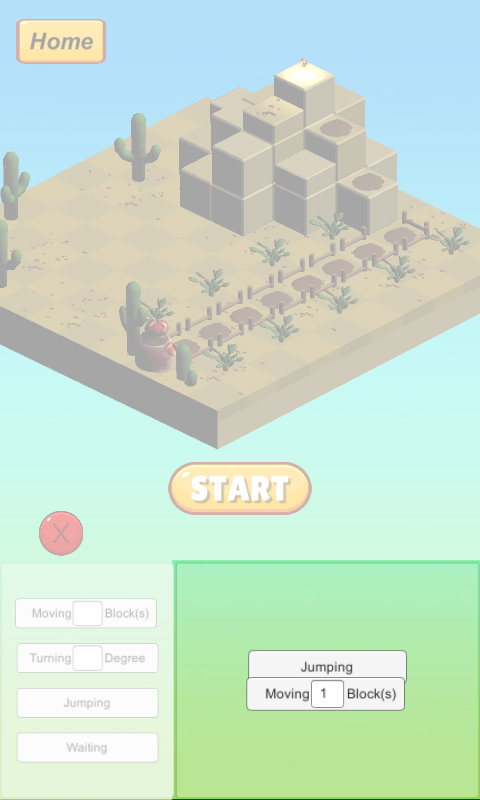 Home
START
X
Moving Block(s)
Turning Degree
Jumping
Waiting
Jumping
Moving 1 Block(s)